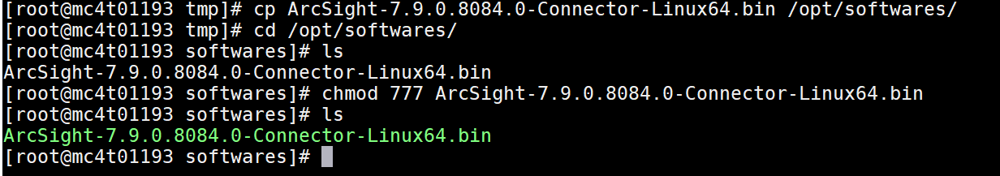 [root@mc4t01193 tmp]# cp ArcSight-7.9.0.8084.0-Connector-Linux64.bin /opt/softwares/
[root@mc4t01193 tmp]# cd /opt/softwares/
[root@mc4t01193 softwares]# ls
ArcSight-7.9.0.8084.0-Connector-Linux64.bin
[root@mc4t01193 softwares]# chmod 777 ArcSight-7.9.0.8084.0-Connector-Linux64.bin
[root@mc4t01193 softwares]# ls
ArcSight-7.9.0.8084.0-Connector-Linux64.bin
[root@mc4t01193 softwares]#